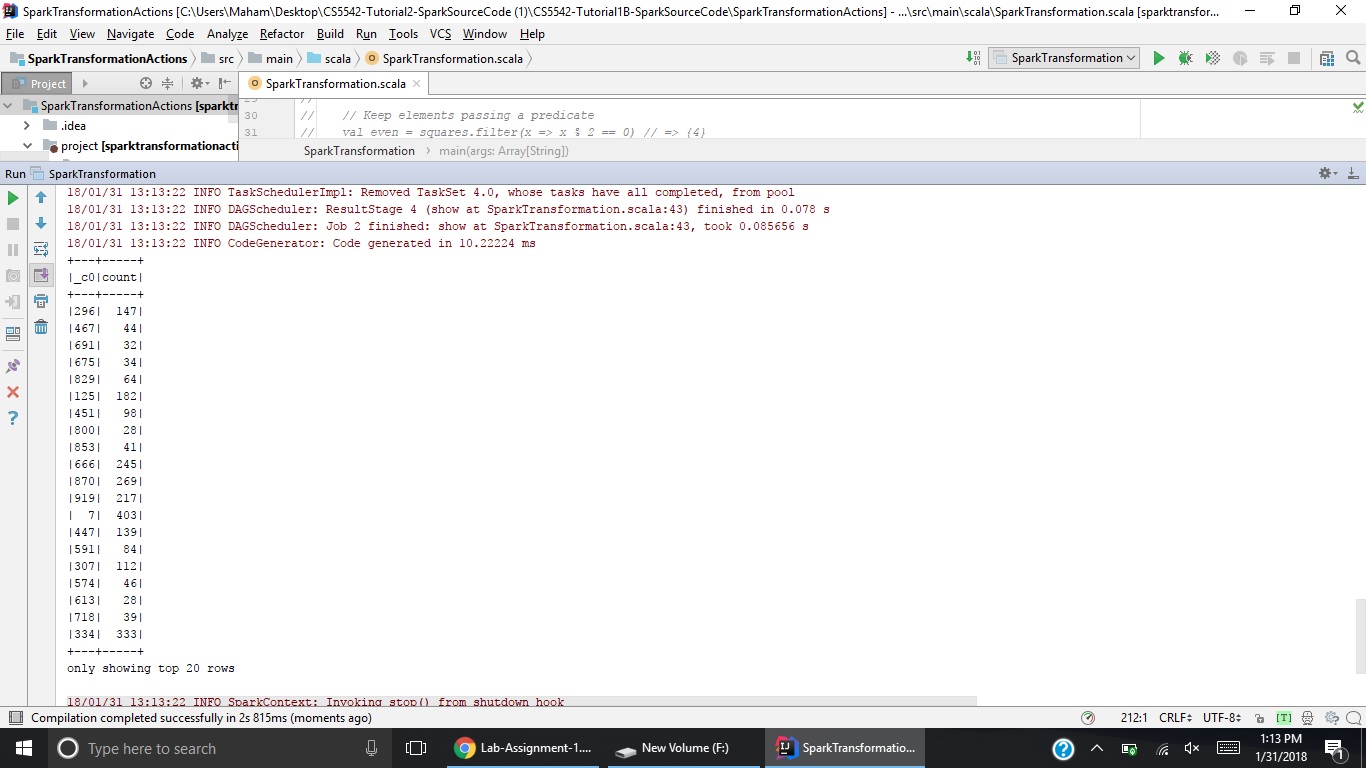 SparkTransformationActions [C:\Users\Maham\Desktop\CS5542-Tutorial2-SparkSourceCode (1)\CS5542-Tutorial1B-SparkSourceCode\SparkTransformationActions] - ...\src\main\scala\SparkTransformation.scala [sparktransfor...
File Edit View Navigate Code Analyze Refactor Build Run Tools VCS Window Help
SparkTransformationActions src main scala SparkTransformation.scala SparkTransformation
Project SparkTransformation.scala
SparkTransformationActions [sparktr
.idea
project [sparktransformationacti
29 //
30 // // Keep elements passing a predicate
31 // val even = squares.filter(x => x % 2 == 0) // => {4}
SparkTransformation > main(args: Array[String])
Run SparkTransformation
18/01/31 13:13:22 INFO TaskSchedulerImpl: Removed TaskSet 4.0, whose tasks have all completed, from pool
18/01/31 13:13:22 INFO DAGScheduler: ResultStage 4 (show at SparkTransformation.scala:43) finished in 0.078 s
18/01/31 13:13:22 INFO DAGScheduler: Job 2 finished: show at SparkTransformation.scala:43, took 0.085656 s
18/01/31 13:13:22 INFO CodeGenerator: Code generated in 10.22224 ms
+---+-----+
|_c0|count|
+---+-----+
|296|  147|
|467|   44|
|691|   32|
|675|   34|
|829|   64|
|125|  182|
|451|   98|
|800|   28|
|853|   41|
|666|  245|
|870|  269|
|919|  217|
|  7|  403|
|447|  139|
|591|   84|
|307|  112|
|574|   46|
|613|   28|
|718|   39|
|334|  333|
+---+-----+
only showing top 20 rows
18/01/31 13:13:22 INFO SparkContext: Invoking stop() from shutdown hook
Compilation completed successfully in 2s 815ms (moments ago) 212:1 CRLF UTF-8 [T]
Type here to search Lab-Assignment-1.... New Volume (F:) SparkTransformatio...
1:13 PM
1/31/2018
1